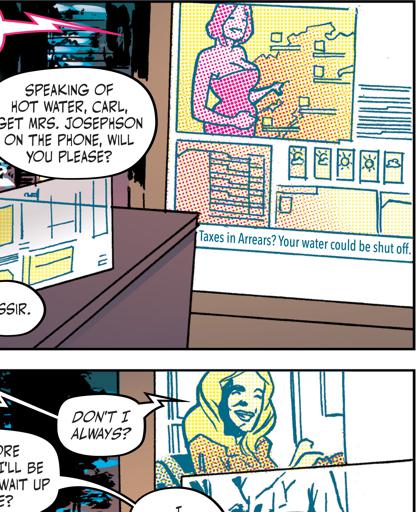 SPEAKING OF
HOT WATER, CARL,
GET MRS. JOSEPHSON
ON THE PHONE, WILL
YOU PLEASE?
Taxes in Arrears? Your water could be shut off.
SSIR.
DON'T I
ALWAYS?
ORE
I'LL BE
WAIT UP
E?
I